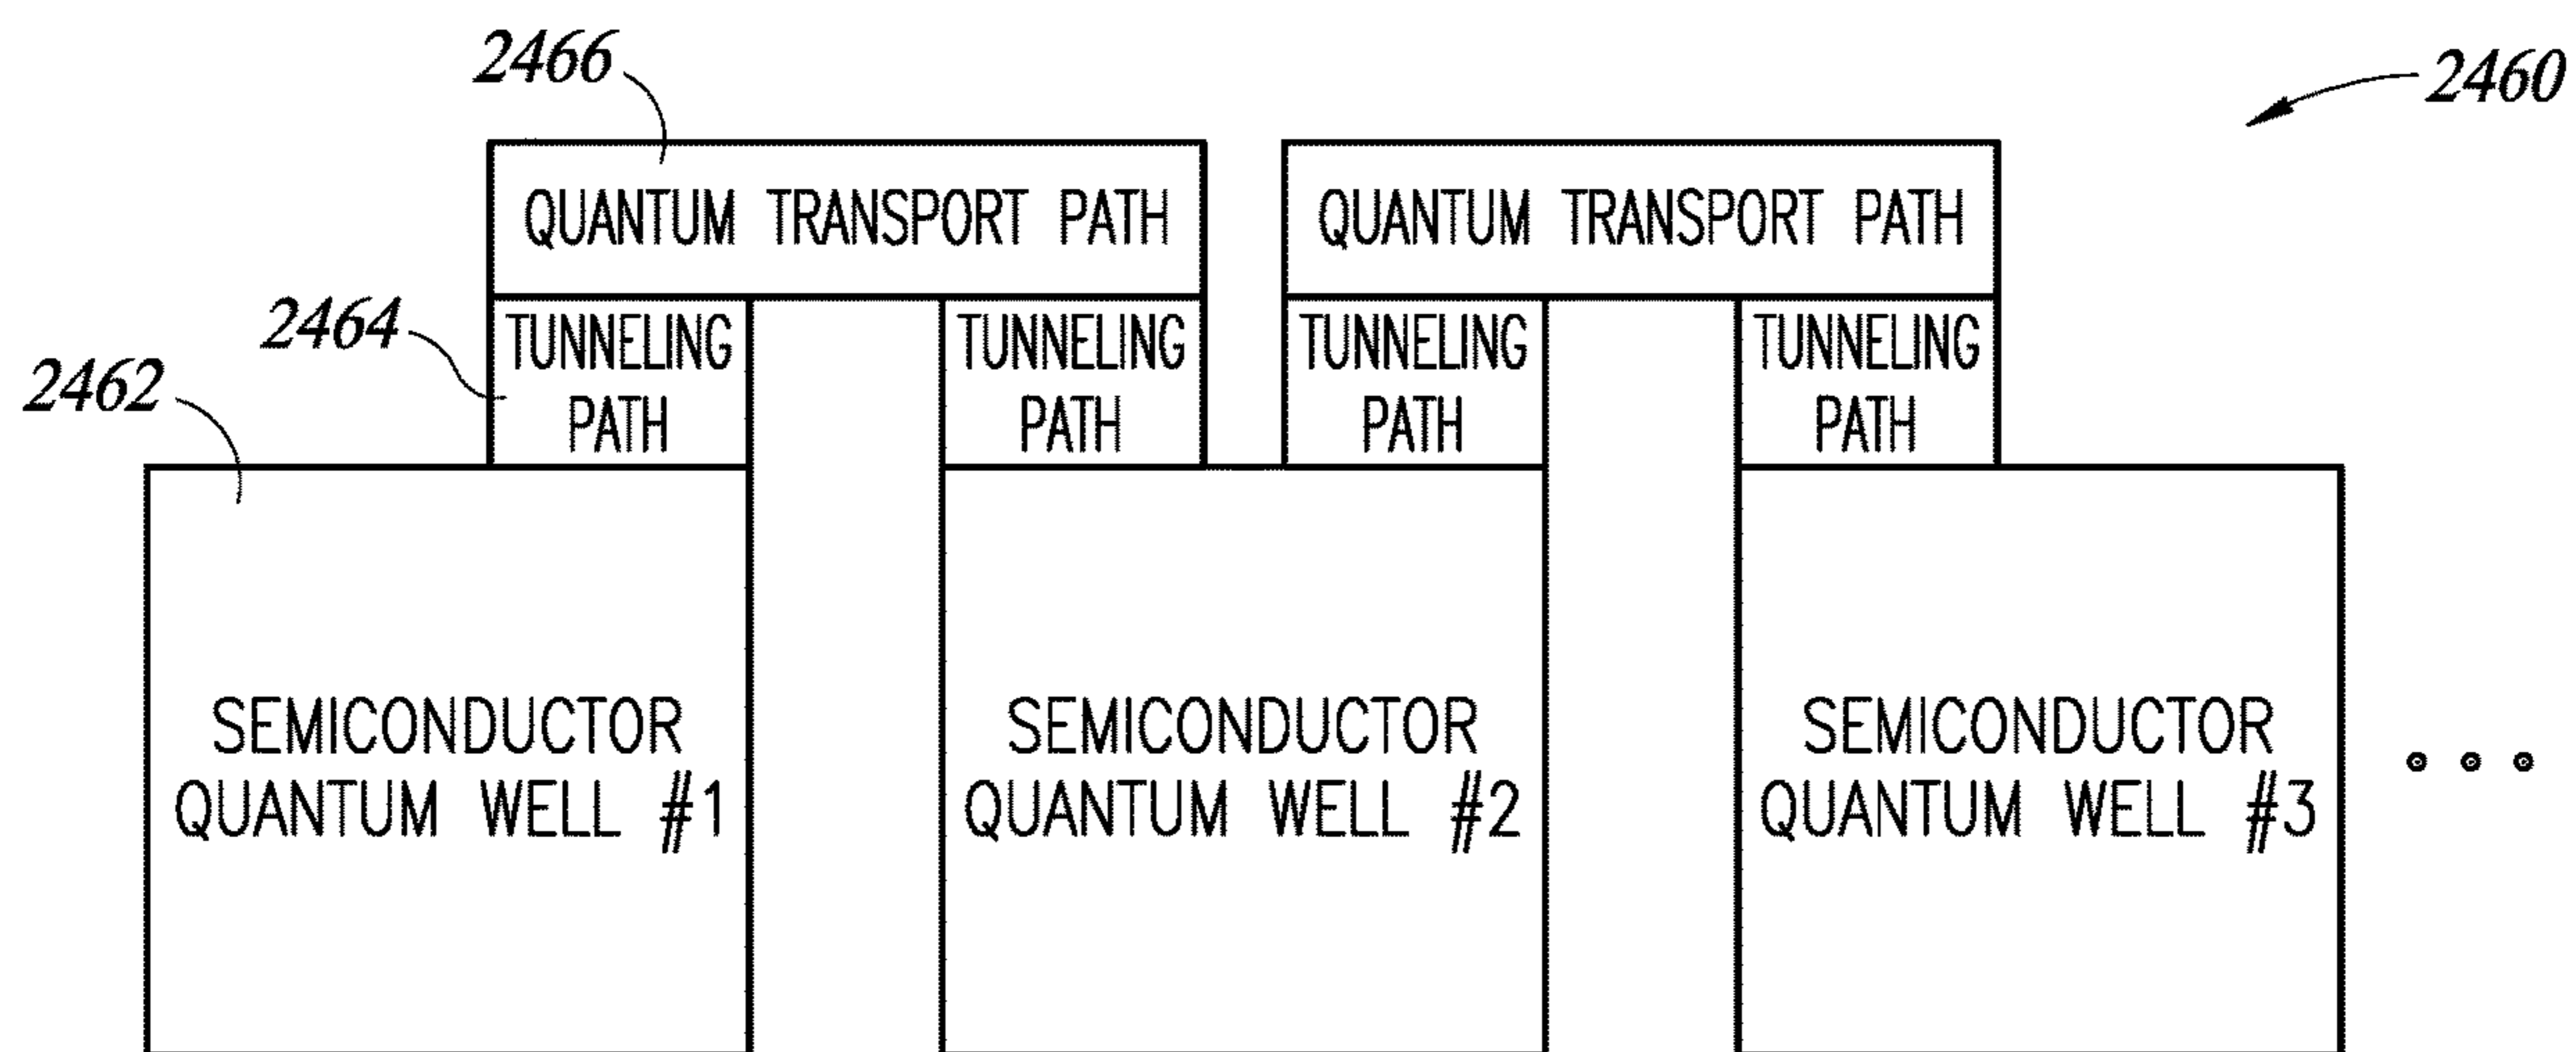 2466
2460
QUANTUM TRANSPORT PATH
QUANTUM TRANSPORT PATH
2464
TUNNELING
PATH
TUNNELING
PATH
TUNNELING
PATH
TUNNELING
PATH
2462
SEMICONDUCTOR
QUANTUM WELL #1
SEMICONDUCTOR
QUANTUM WELL #2
SEMICONDUCTOR
QUANTUM WELL #3